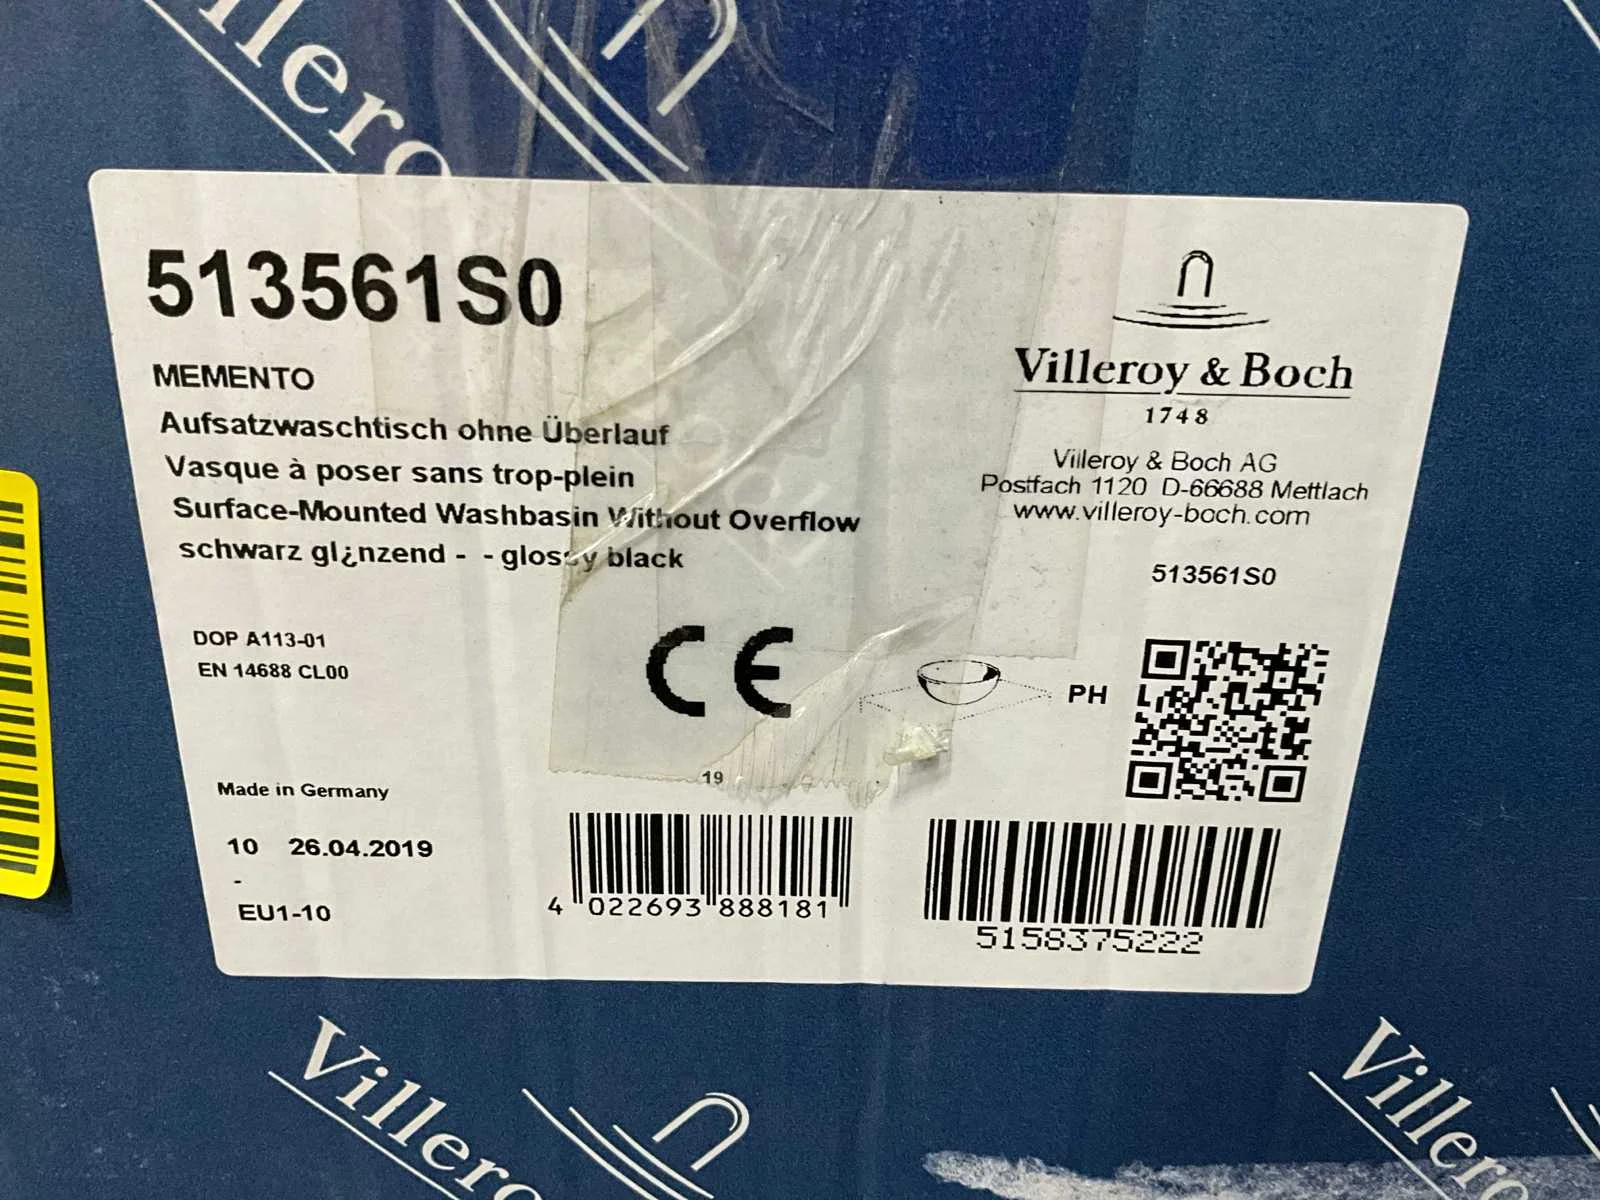 Villeroy
513561S0
MEMENTO
Aufsatzwaschtisch ohne Überlauf
Vasque à poser sans trop-plein
Surface-Mounted Washbasin Without Overflow
schwarz gl¿nzend - - glossy black
DOP A113-01
EN 14688 CL00
CE
19
Made in Germany
10 26.04.2019
-
EU1-10
4 022693 888181
Villeroy & Boch
1748
Villeroy & Boch AG
Postfach 1120 D-66688 Mettlach
www.villeroy-boch.com
513561S0
PH
5158375222
Villeroy
Villeroy